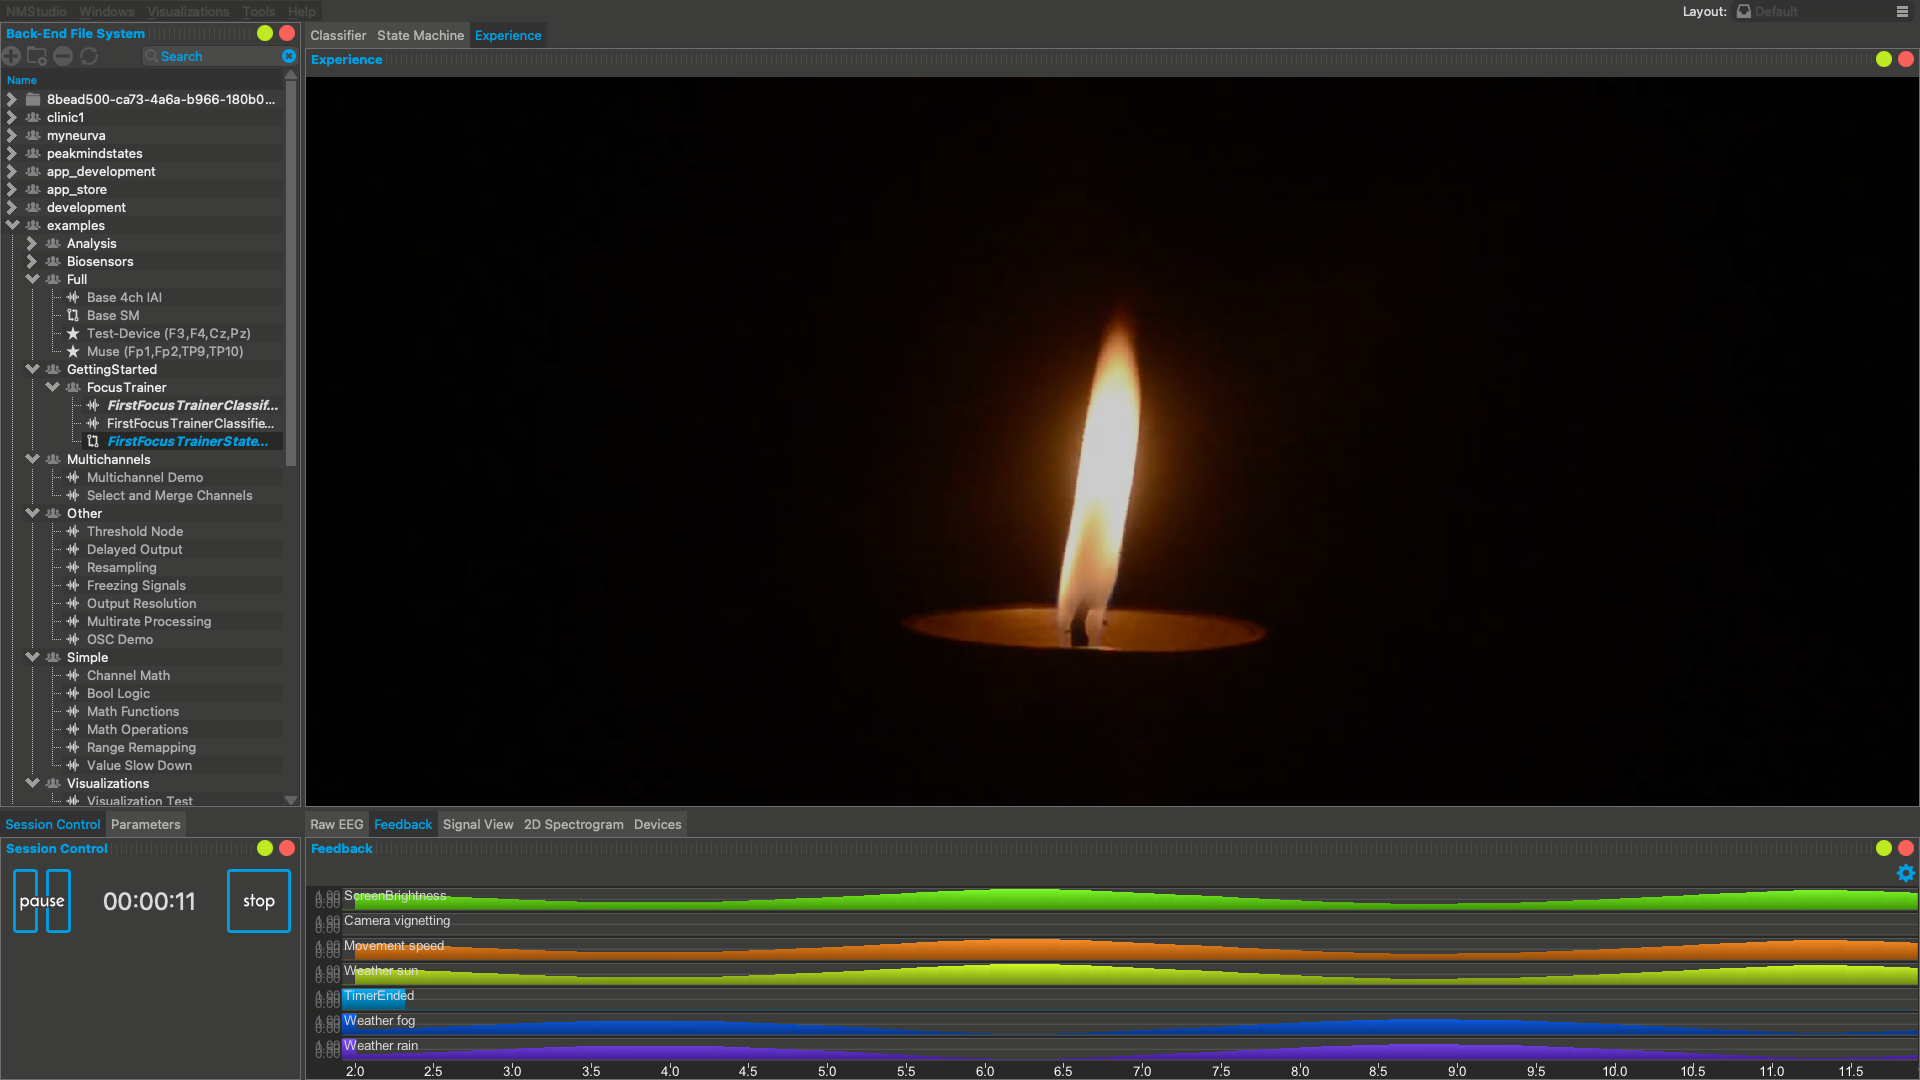 NMStudio Windows Visualizations Tools Help
Layout: Default
Back-End File System
Search
Name
8bead500-ca73-4a6a-b966-180b0...
clinic1
myneurva
peakmindstates
app_development
app_store
development
examples
Analysis
Biosensors
Full
Base 4ch IAI
Base SM
Test-Device (F3,F4,Cz,Pz)
Muse (Fp1,Fp2,TP9,TP10)
GettingStarted
FocusTrainer
FirstFocusTrainerClassif...
FirstFocusTrainerClassifie...
FirstFocusTrainerState...
Multichannels
Multichannel Demo
Select and Merge Channels
Other
Threshold Node
Delayed Output
Resampling
Freezing Signals
Output Resolution
Multirate Processing
OSC Demo
Simple
Channel Math
Bool Logic
Math Functions
Math Operations
Range Remapping
Value Slow Down
Visualizations
Visualization Test
Classifier State Machine Experience
Experience
Session Control Parameters
Session Control
pause 00:00:11 stop
Raw EEG Feedback Signal View 2D Spectrogram Devices
Feedback
ScreenBrightness
Camera vignetting
Movement speed
Weather sun
TimerEnded
Weather fog
Weather rain
2.0 2.5 3.0 3.5 4.0 4.5 5.0 5.5 6.0 6.5 7.0 7.5 8.0 8.5 9.0 9.5 10.0 10.5 11.0 11.5